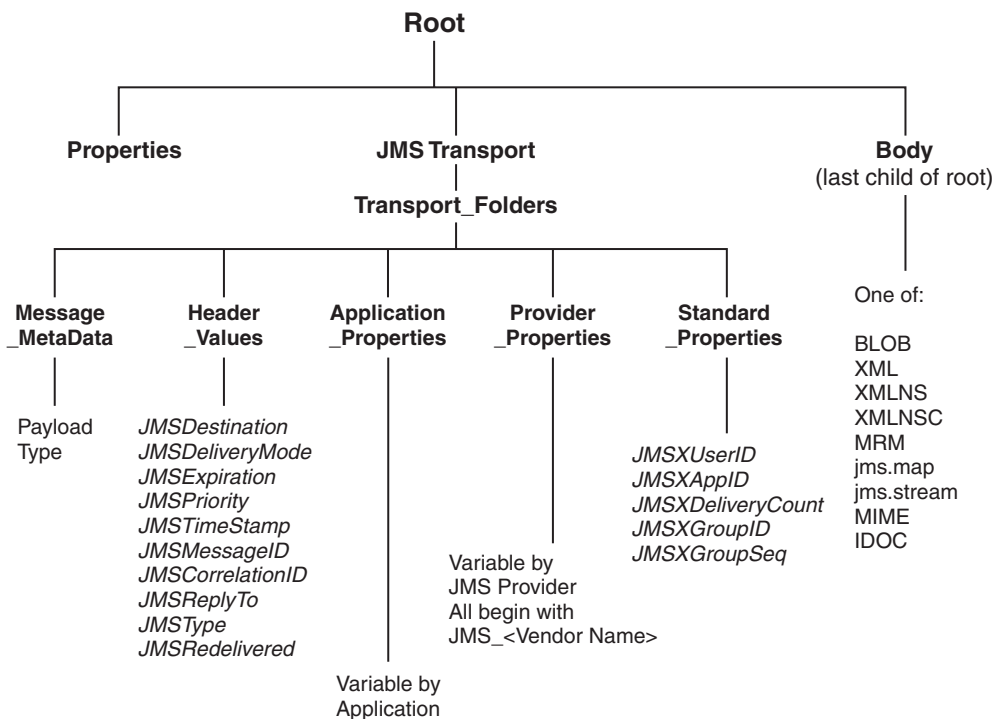 Root
Properties
JMS Transport
Body
(last child of root)
Transport_Folders
Message
_MetaData
Header
_Values
Application
_Properties
Provider
_Properties
Standard
_Properties
Payload
Type
JMSDestination
JMSDeliveryMode
JMSExpiration
JMSPriority
JMSTimeStamp
JMSMessageID
JMSCorrelationID
JMSReplyTo
JMSType
JMSRedelivered
Variable by
Application
Variable by
JMS Provider
All begin with
JMS_<Vendor Name>
JMSXUserID
JMSXAppID
JMSXDeliveryCount
JMSXGroupID
JMSXGroupSeq
One of:
BLOB
XML
XMLNS
XMLNSC
MRM
jms.map
jms.stream
MIME
IDOC